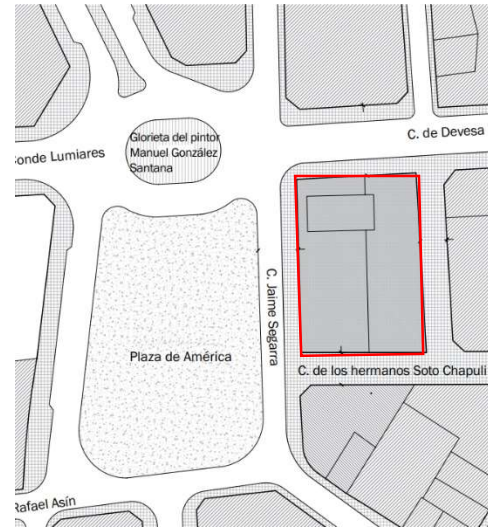 Glorieta del pintor
Manuel González
Santana
C. de Devesa
onde Lumiares
C. Jaime Segarra
Plaza de América
C. de los hermanos Soto Chapuli
Rafael Asín